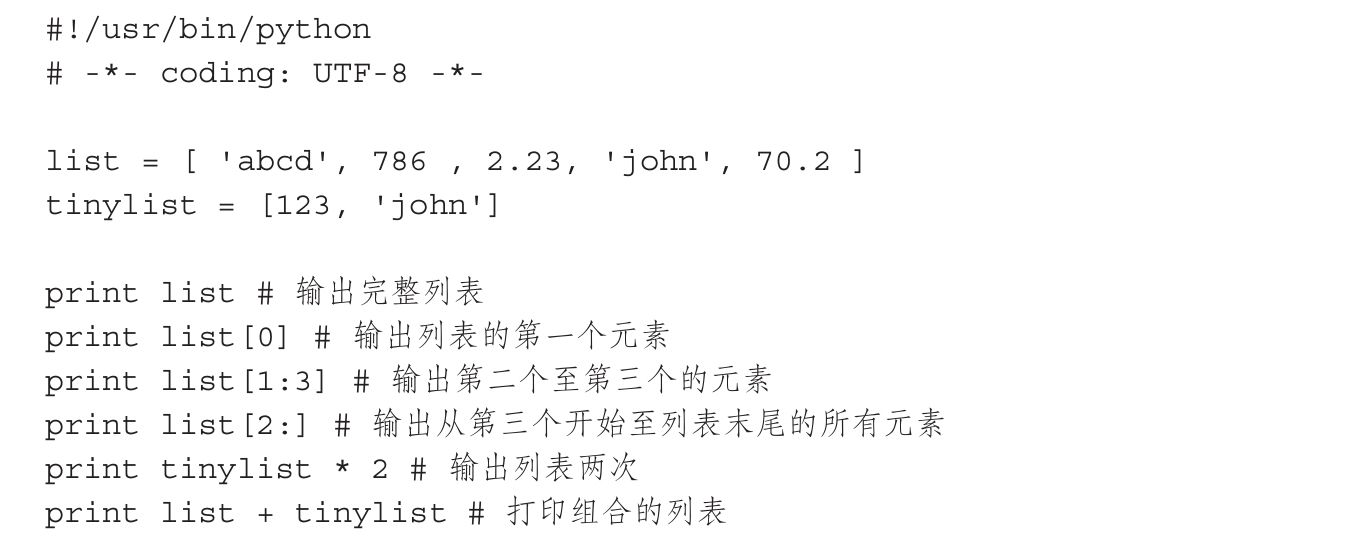 #!/usr/bin/python
# -*- coding: UTF-8 -*-
list = [ 'abcd', 786 , 2.23, 'john', 70.2 ]
tinylist = [123, 'john']
print list # 输出完整列表
print list[0] # 输出列表的第一个元素
print list[1:3] # 输出第二个至第三个的元素
print list[2:] # 输出从第三个开始至列表末尾的所有元素
print tinylist * 2 # 输出列表两次
print list + tinylist # 打印组合的列表